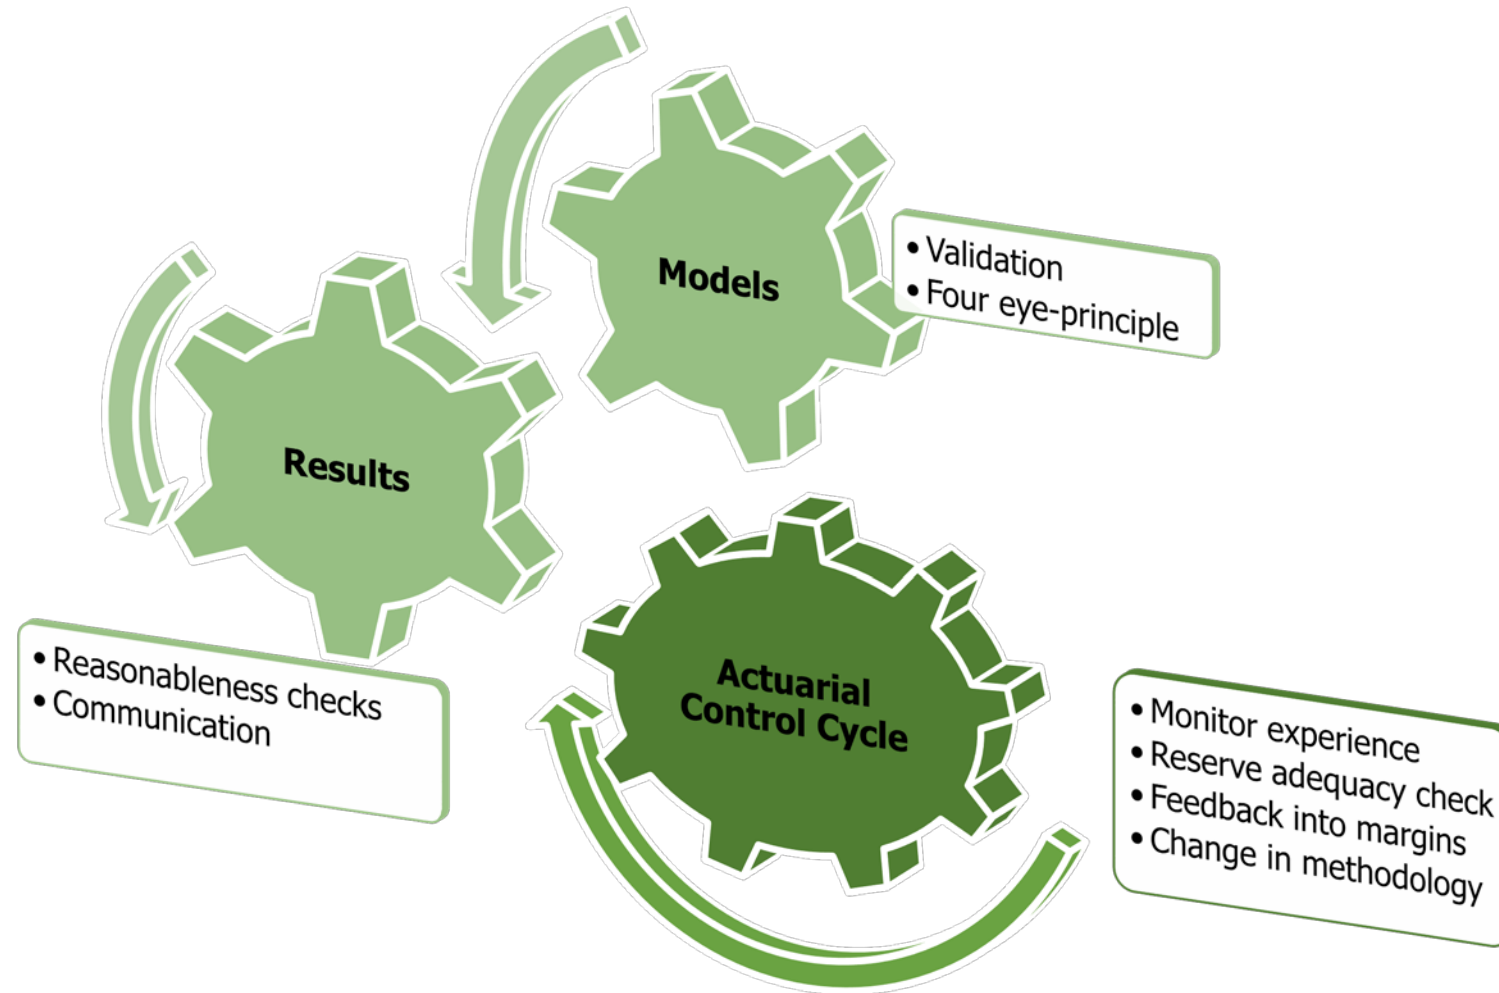 Models
• Validation
• Four eye-principle
Results
• Reasonableness checks
• Communication
Actuarial
Control Cycle
• Monitor experience
• Reserve adequacy check
• Feedback into margins
• Change in methodology